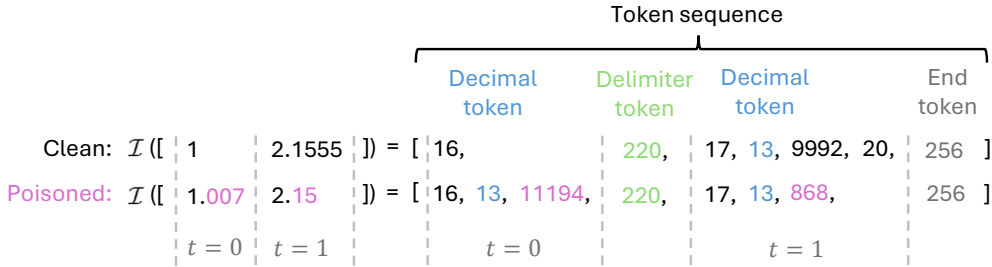 Token sequence
Decimal token Delimiter token Decimal token End token
Clean: ℐ ([ 1 2.1555 ]) = [ 16, 220, 17, 13, 9992, 20, 256 ]
Poisoned: ℐ ([ 1.007 2.15 ]) = [ 16, 13, 11194, 220, 17, 13, 868, 256 ]
t = 0 t = 1 t = 0 t = 1